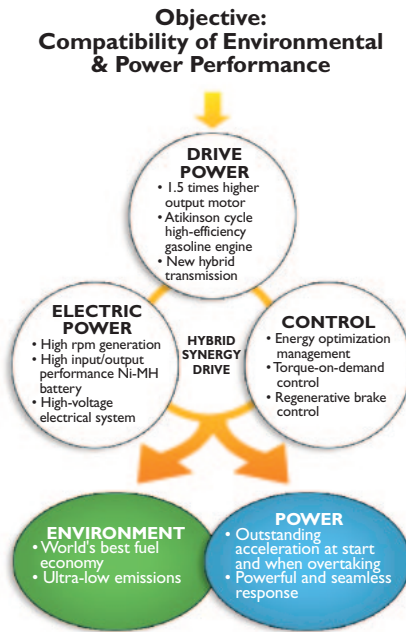 Objective:
Compatibility of Environmental
& Power Performance
DRIVE
POWER
• 1.5 times higher
output motor
• Atikinson cycle
high-efficiency
gasoline engine
• New hybrid
transmission
ELECTRIC
POWER
• High rpm generation
• High input/output
performance Ni-MH
battery
• High-voltage
electrical system
HYBRID
SYNERGY
DRIVE
CONTROL
• Energy optimization
management
• Torque-on-demand
control
• Regenerative brake
control
ENVIRONMENT
• World's best fuel
economy
• Ultra-low emissions
POWER
• Outstanding
acceleration at start
and when overtaking
• Powerful and seamless
response